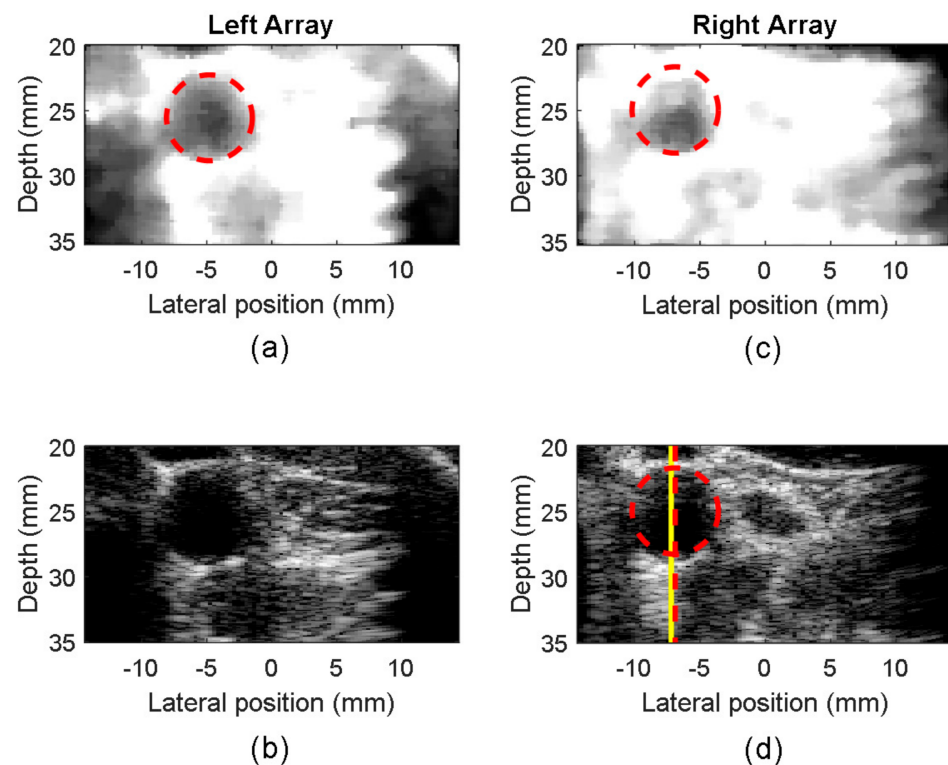 Left Array
20
25
30
35
Depth (mm)
-10 -5 0 5 10
Lateral position (mm)
(a)
Right Array
20
25
30
35
Depth (mm)
-10 -5 0 5 10
Lateral position (mm)
(c)
20
25
30
35
Depth (mm)
-10 -5 0 5 10
Lateral position (mm)
(b)
20
25
30
35
Depth (mm)
-10 -5 0 5 10
Lateral position (mm)
(d)